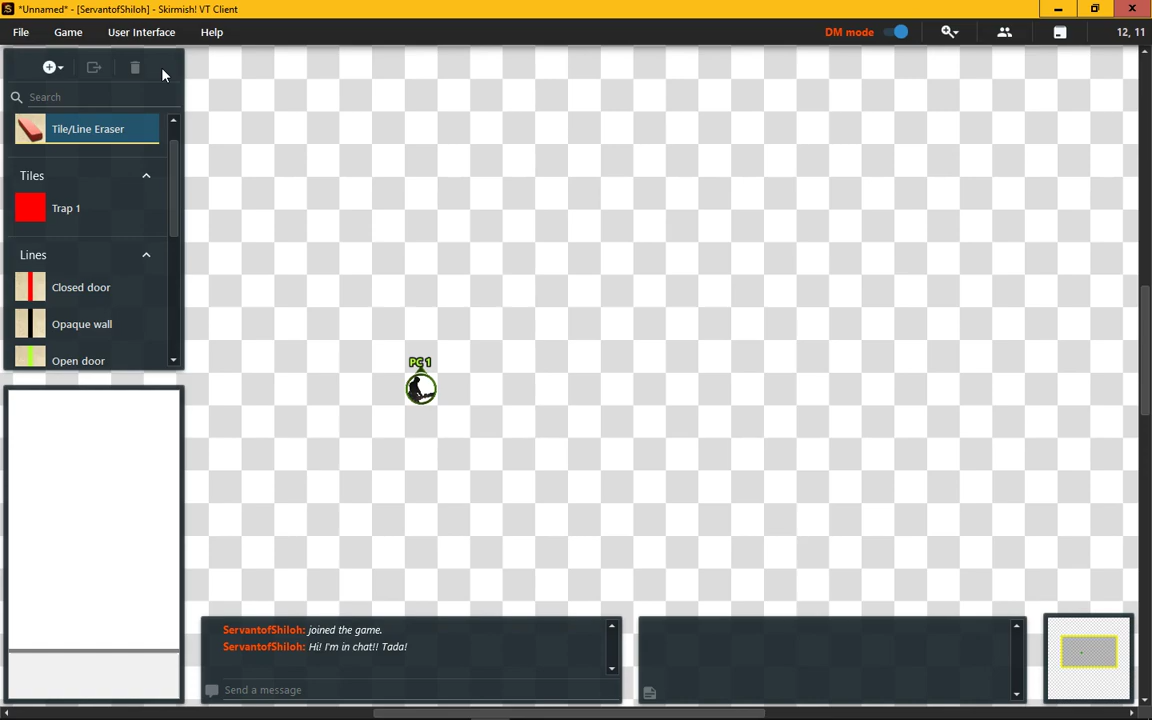 *Unnamed* - [ServantofShiloh] - Skirmish! VT Client
File Game User Interface Help DM mode 12, 11
Search
Tile/Line Eraser
Tiles
Trap 1
Lines
Closed door
Opaque wall
Open door
PC 1
ServantofShiloh: joined the game.
ServantofShiloh: Hi! I'm in chat!! Tada!
Send a message